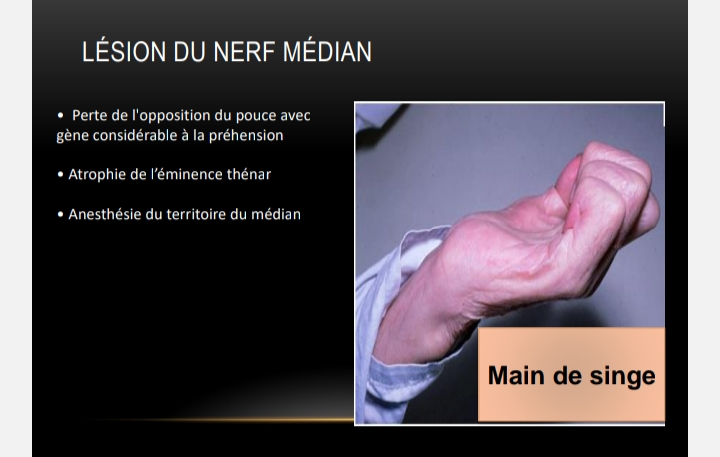 LÉSION DU NERF MÉDIAN
• Perte de l'opposition du pouce avec
gène considérable à la préhension
• Atrophie de l’éminence thénar
• Anesthésie du territoire du médian
Main de singe